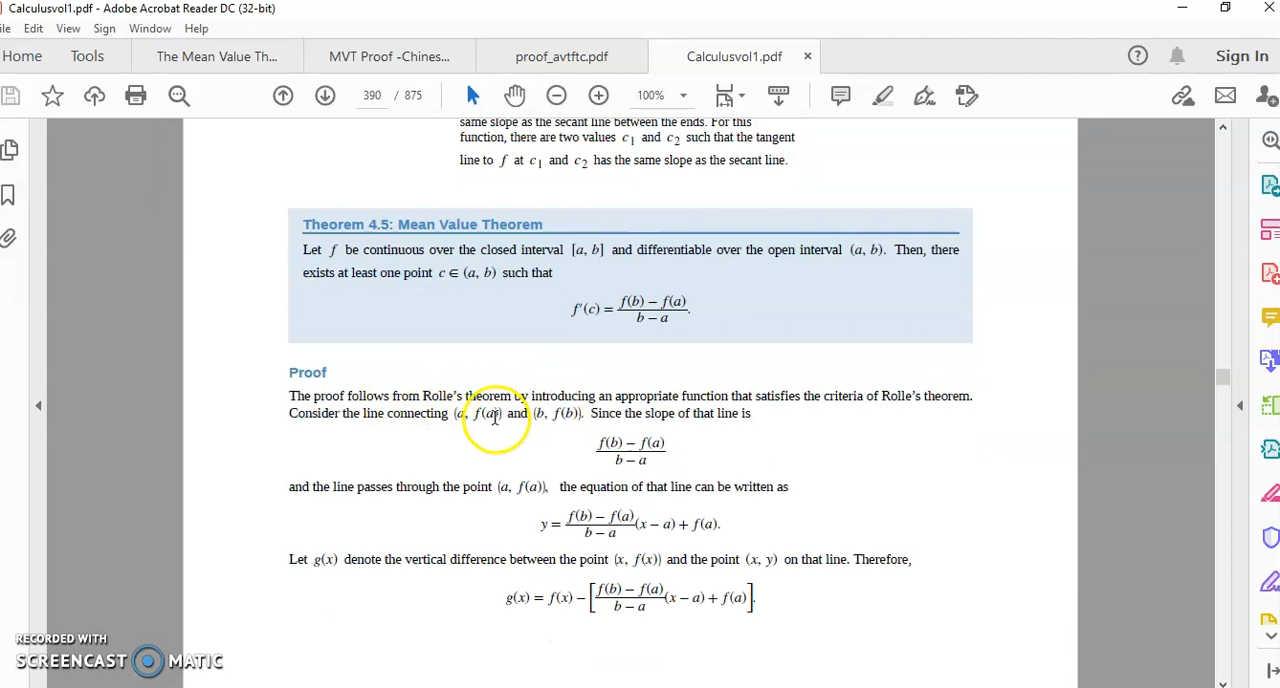 Calculusvol1.pdf - Adobe Acrobat Reader DC (32-bit)
ile Edit View Sign Window Help
Home Tools The Mean Value Th... MVT Proof -Chines... proof_avtftc.pdf Calculusvol1.pdf × Sign In
390 / 875 100%
same slope as the secant line between the ends. For this
function, there are two values c₁ and c₂ such that the tangent
line to f at c₁ and c₂ has the same slope as the secant line.
Theorem 4.5: Mean Value Theorem
Let f be continuous over the closed interval [a, b] and differentiable over the open interval (a, b). Then, there
exists at least one point c ∈ (a, b) such that
f′(c) = (f(b) − f(a))/(b − a).
Proof
The proof follows from Rolle's theorem by introducing an appropriate function that satisfies the criteria of Rolle's theorem.
Consider the line connecting (a, f(a)) and (b, f(b)). Since the slope of that line is
(f(b) − f(a))/(b − a)
and the line passes through the point (a, f(a)), the equation of that line can be written as
y = (f(b) − f(a))/(b − a) (x − a) + f(a).
Let g(x) denote the vertical difference between the point (x, f(x)) and the point (x, y) on that line. Therefore,
g(x) = f(x) − [(f(b) − f(a))/(b − a) (x − a) + f(a)].
RECORDED WITH
SCREENCAST MATIC